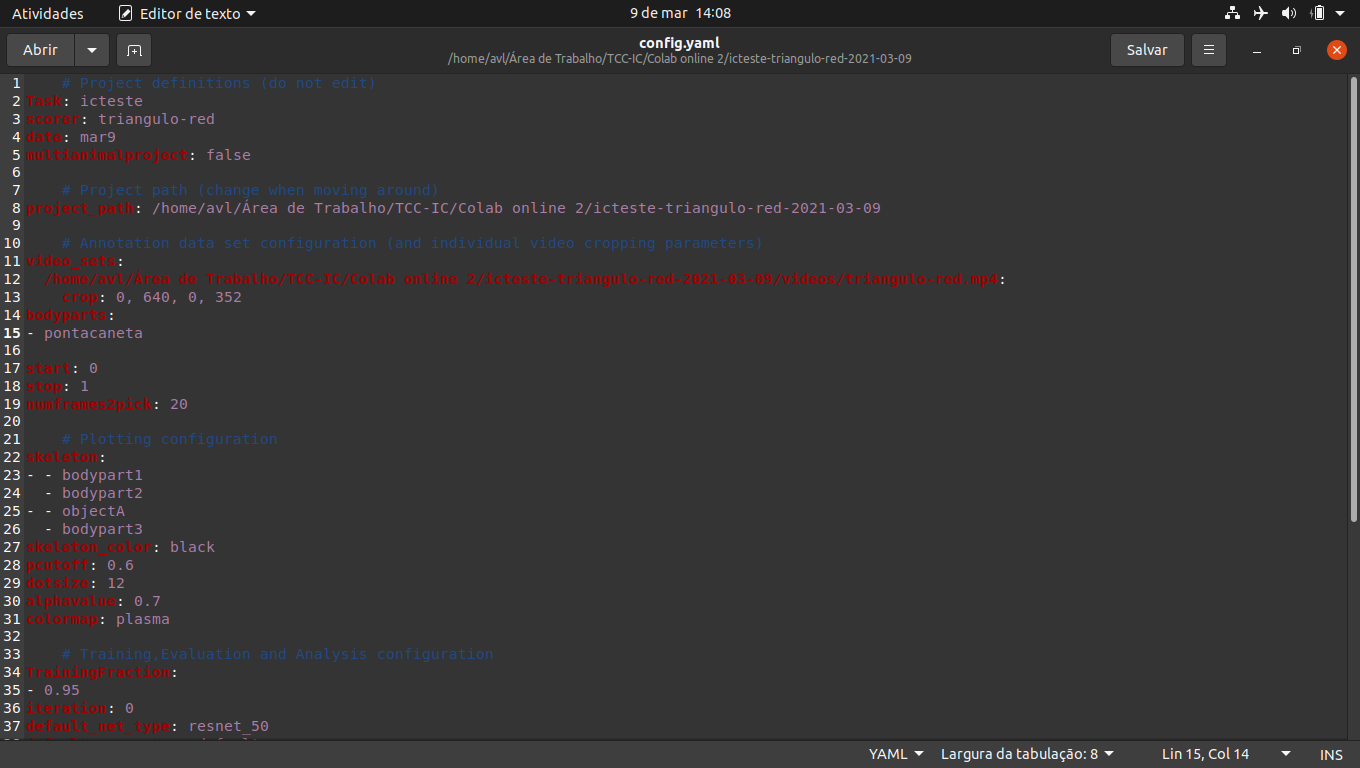 Atividades
Editor de texto
9 de mar 14:08
Abrir
config.yaml
/home/avl/Área de Trabalho/TCC-IC/Colab online 2/icteste-triangulo-red-2021-03-09
Salvar
1 # Project definitions (do not edit)
2 Task: icteste
3 scorer: triangulo-red
4 date: mar9
5 multianimalproject: false
6
7 # Project path (change when moving around)
8 project_path: /home/avl/Área de Trabalho/TCC-IC/Colab online 2/icteste-triangulo-red-2021-03-09
9
10 # Annotation data set configuration (and individual video cropping parameters)
11 video_sets:
12 /home/avl/Área de Trabalho/TCC-IC/Colab online 2/icteste-triangulo-red-2021-03-09/videos/triangulo-red.mp4:
13 crop: 0, 640, 0, 352
14 bodyparts:
15 - pontacaneta
16
17 start: 0
18 stop: 1
19 numframes2pick: 20
20
21 # Plotting configuration
22 skeleton:
23 - - bodypart1
24 - bodypart2
25 - - objectA
26 - bodypart3
27 skeleton_color: black
28 pcutoff: 0.6
29 dotsize: 12
30 alphavalue: 0.7
31 colormap: plasma
32
33 # Training,Evaluation and Analysis configuration
34 TrainingFraction:
35 - 0.95
36 iteration: 0
37 default_net_type: resnet_50
YAML
Largura da tabulação: 8
Lin 15, Col 14
INS